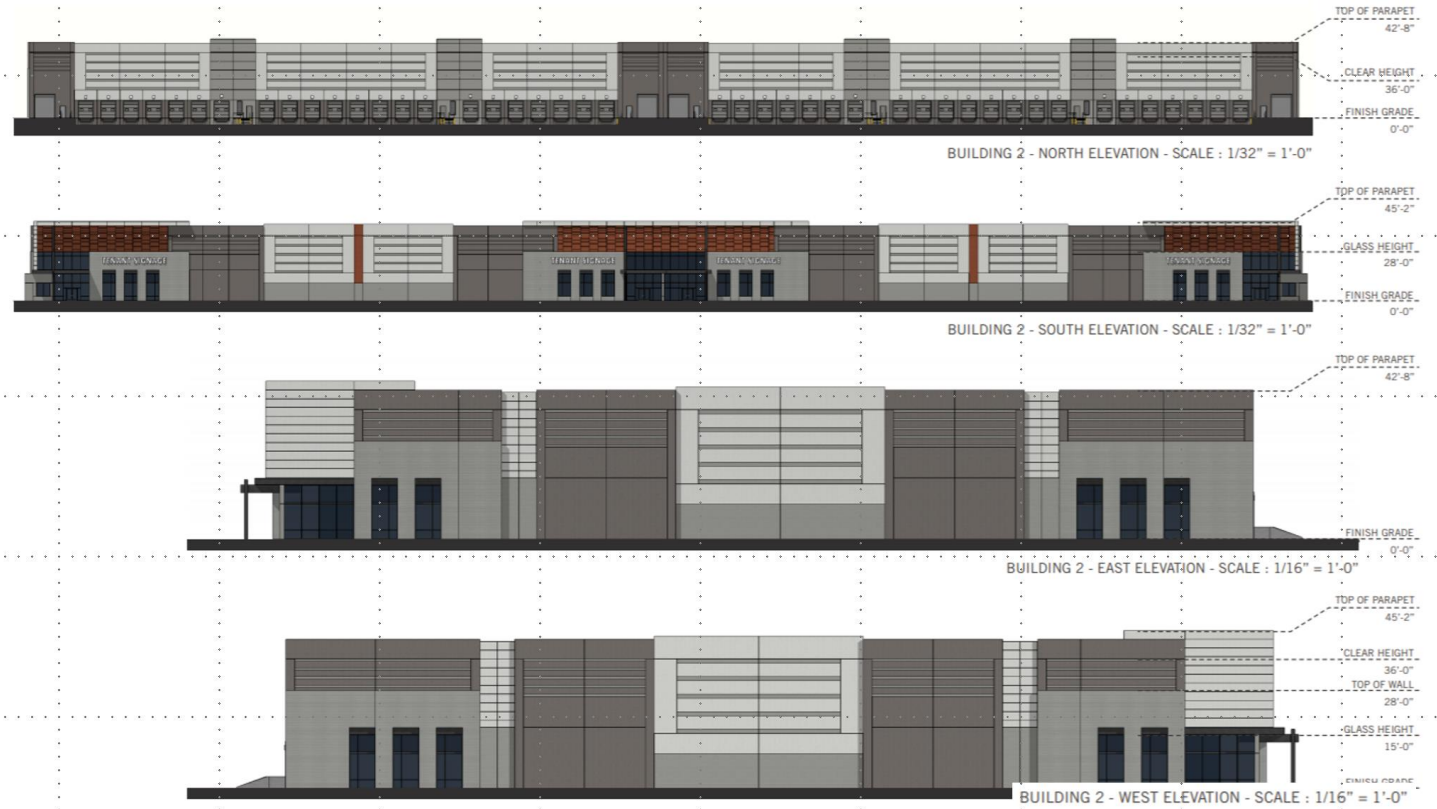 TOP OF PARAPET
42'-8"
CLEAR HEIGHT
36'-0"
FINISH GRADE
0'-0"
BUILDING 2 - NORTH ELEVATION - SCALE : 1/32" = 1'-0"
TOP OF PARAPET
45'-2"
GLASS HEIGHT
28'-0"
TENANT SIGNAGE
TENANT SIGNAGE
TENANT SIGNAGE
TENANT SIGNAGE
FINISH GRADE
0'-0"
BUILDING 2 - SOUTH ELEVATION - SCALE : 1/32" = 1'-0"
TOP OF PARAPET
42'-8"
FINISH GRADE
0'-0"
BUILDING 2 - EAST ELEVATION - SCALE : 1/16" = 1'-0"
TOP OF PARAPET
45'-2"
CLEAR HEIGHT
36'-0"
TOP OF WALL
28'-0"
GLASS HEIGHT
15'-0"
FINISH GRADE
BUILDING 2 - WEST ELEVATION - SCALE : 1/16" = 1'-0"